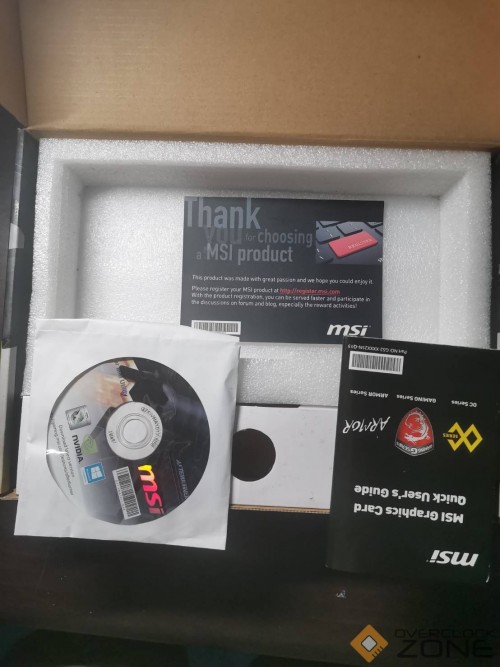 Thank
you for choosing
a MSI product
This product was made with great passion and we hope you could enjoy it.
Please register your MSI product at http://register.msi.com
With the product registration, you can be served faster and participate in
the discussions on forum and blog, especially the reward activities!
msi
msi
NVIDIA
AFTERBURNER
OC Series
GAMING Series
ARMOR Series
SERIES
ARMOR
MSI Graphics Card
Quick User's Guide
msi
OVERCLOCK
ZONE